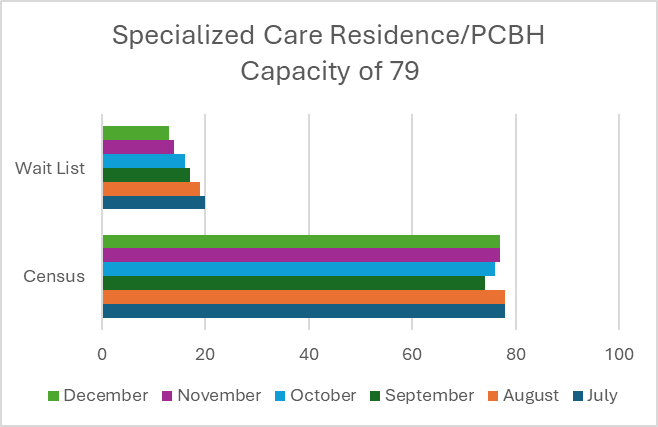 Specialized Care Residence/PCBH
Capacity of 79
Wait List
Census
0 20 40 60 80 100
December November October September August July